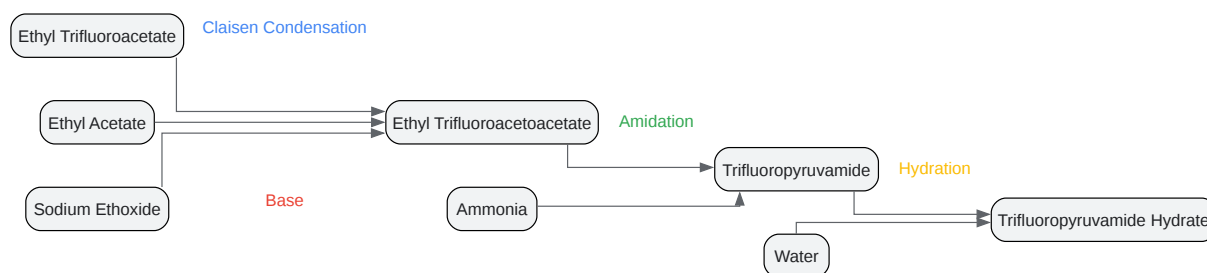 Ethyl Trifluoroacetate
Claisen Condensation
Ethyl Acetate
Ethyl Trifluoroacetoacetate
Amidation
Trifluoropyruvamide
Hydration
Sodium Ethoxide
Base
Ammonia
Trifluoropyruvamide Hydrate
Water